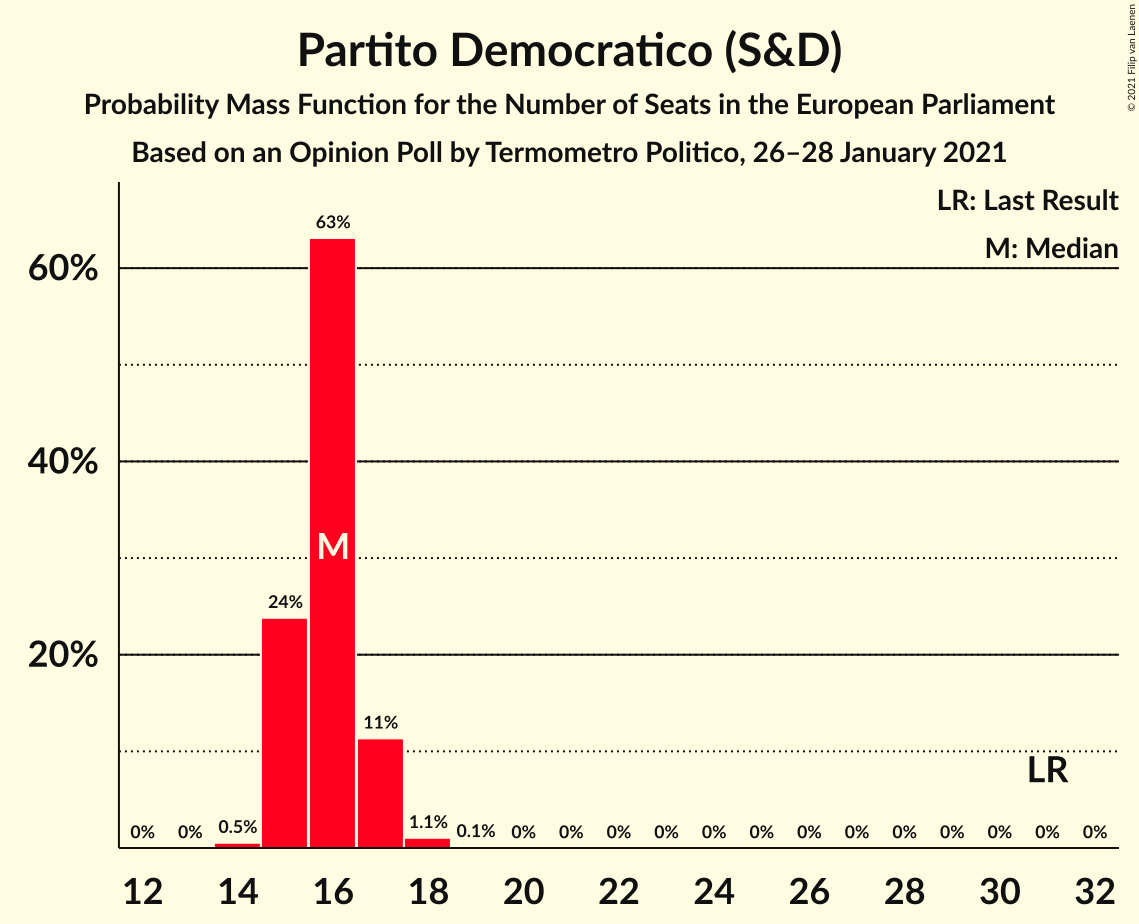 Partito Democratico (S&D)
Probability Mass Function for the Number of Seats in the European Parliament
Based on an Opinion Poll by Termometro Politico, 26–28 January 2021
© 2021 Filip van Laenen
LR: Last Result
M: Median
60%
40%
20%
0% 0% 0.5% 24% 63% 11% 1.1% 0.1% 0% 0% 0% 0% 0% 0% 0% 0% 0% 0% 0% 0% 0%
M
LR
12 14 16 18 20 22 24 26 28 30 32